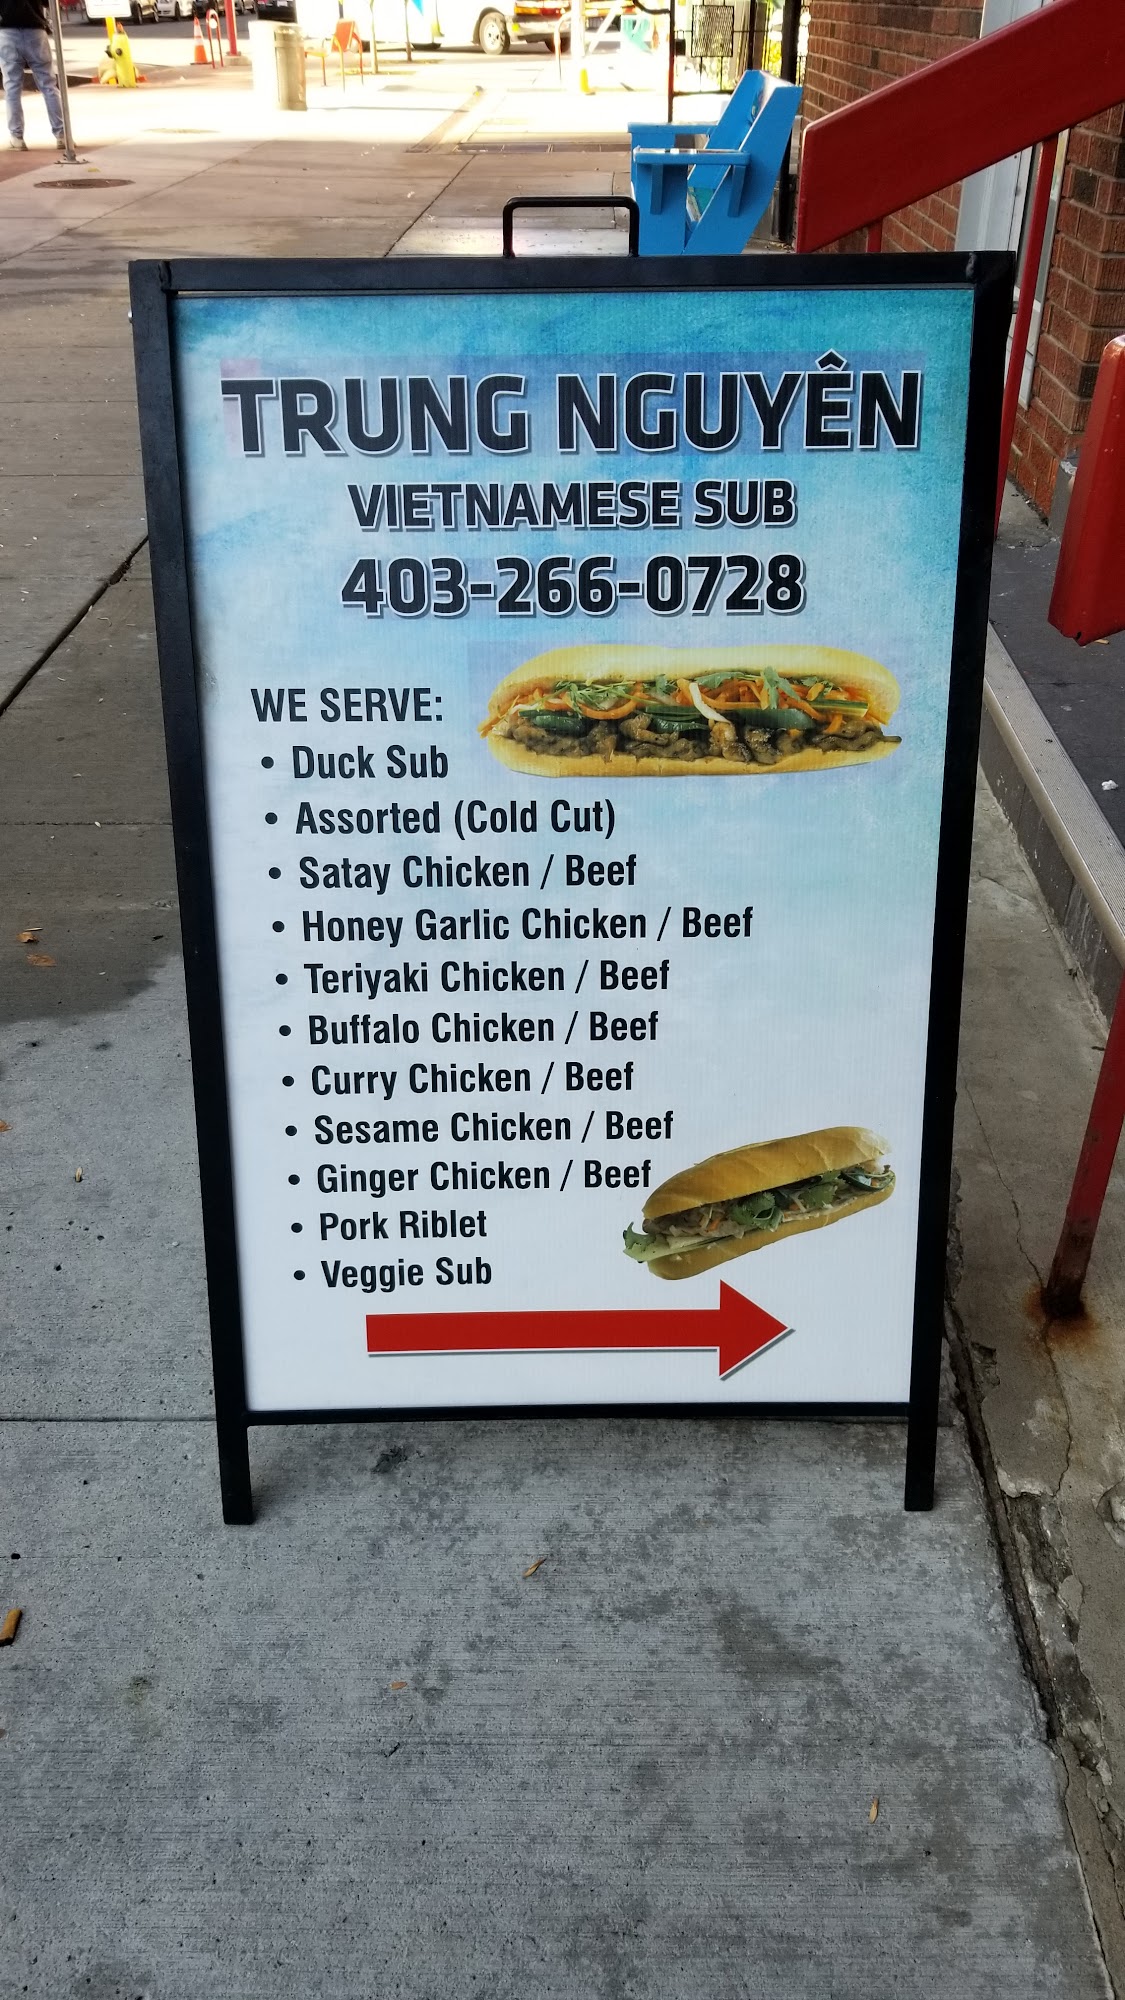 TRUNG NGUYÊN
VIETNAMESE SUB
403-266-0728
WE SERVE:
• Duck Sub
• Assorted (Cold Cut)
• Satay Chicken / Beef
• Honey Garlic Chicken / Beef
• Teriyaki Chicken / Beef
• Buffalo Chicken / Beef
• Curry Chicken / Beef
• Sesame Chicken / Beef
• Ginger Chicken / Beef
• Pork Riblet
• Veggie Sub